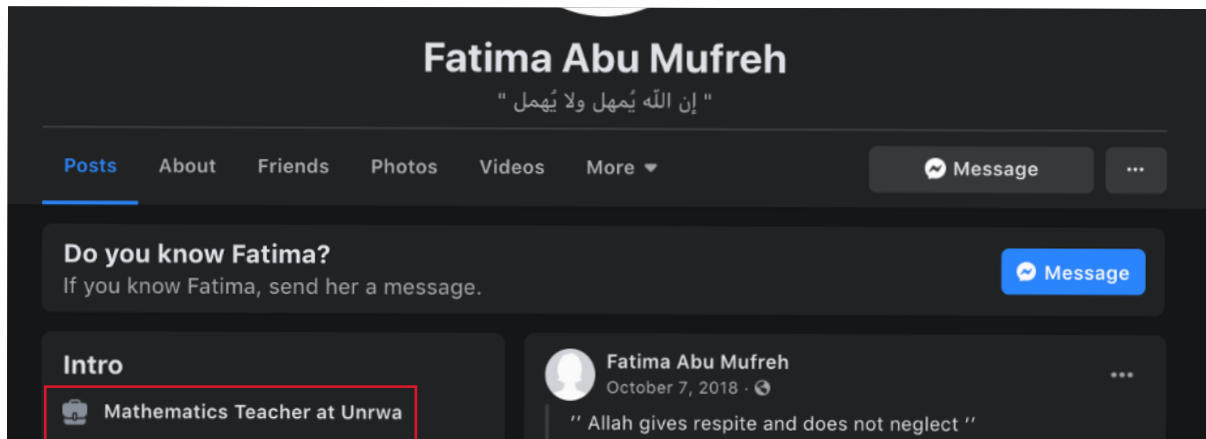 Fatima Abu Mufreh
" إن اللّه يُمهل ولا يُهمل "
Posts About Friends Photos Videos More Message ...
Do you know Fatima?
If you know Fatima, send her a message.
Message
Intro
Mathematics Teacher at Unrwa
Fatima Abu Mufreh
October 7, 2018 ·
′′ Allah gives respite and does not neglect ′′